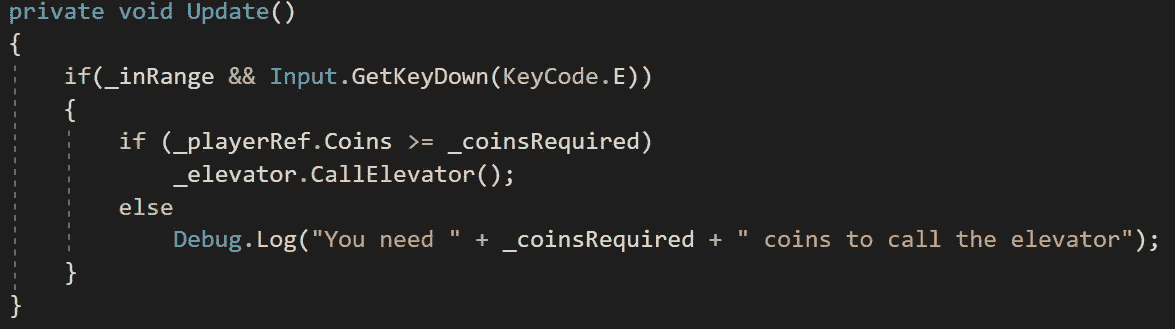 private void Update()
{
    if(_inRange && Input.GetKeyDown(KeyCode.E))
    {
        if (_playerRef.Coins >= _coinsRequired)
            _elevator.CallElevator();
        else
            Debug.Log("You need " + _coinsRequired + " coins to call the elevator");
    }
}